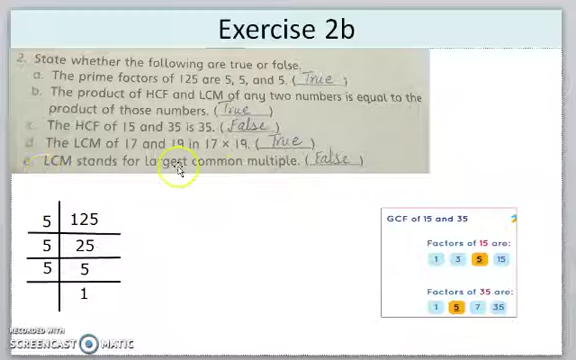 Exercise 2b
2. State whether the following are true or false.
a. The prime factors of 125 are 5, 5, and 5. (True)
b. The product of HCF and LCM of any two numbers is equal to the
product of those numbers. (True)
c. The HCF of 15 and 35 is 35. (False)
d. The LCM of 17 and 19 in 17 × 19. (True)
e. LCM stands for largest common multiple. (False)
5 125
5 25
5 5
1
GCF of 15 and 35
Factors of 15 are:
1 3 5 15
Factors of 35 are:
1 5 7 35
RECORDED WITH
SCREENCAST MATIC